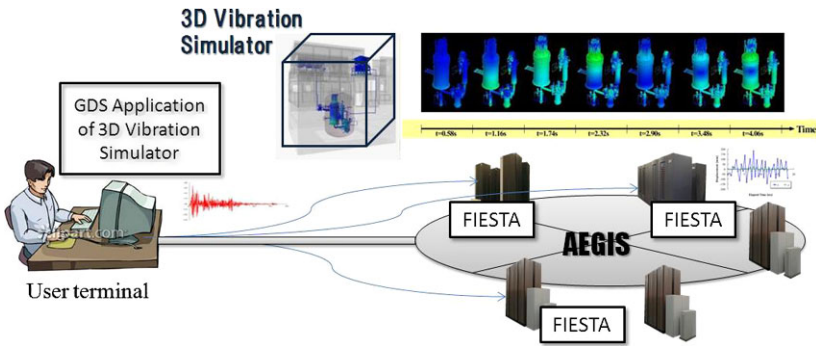 3D Vibration
Simulator
GDS Application
of 3D Vibration
Simulator
t=0.58s t=1.16s t=1.74s t=2.32s t=2.90s t=3.48s t=4.06s Time
FIESTA
FIESTA
AEGIS
FIESTA
User terminal